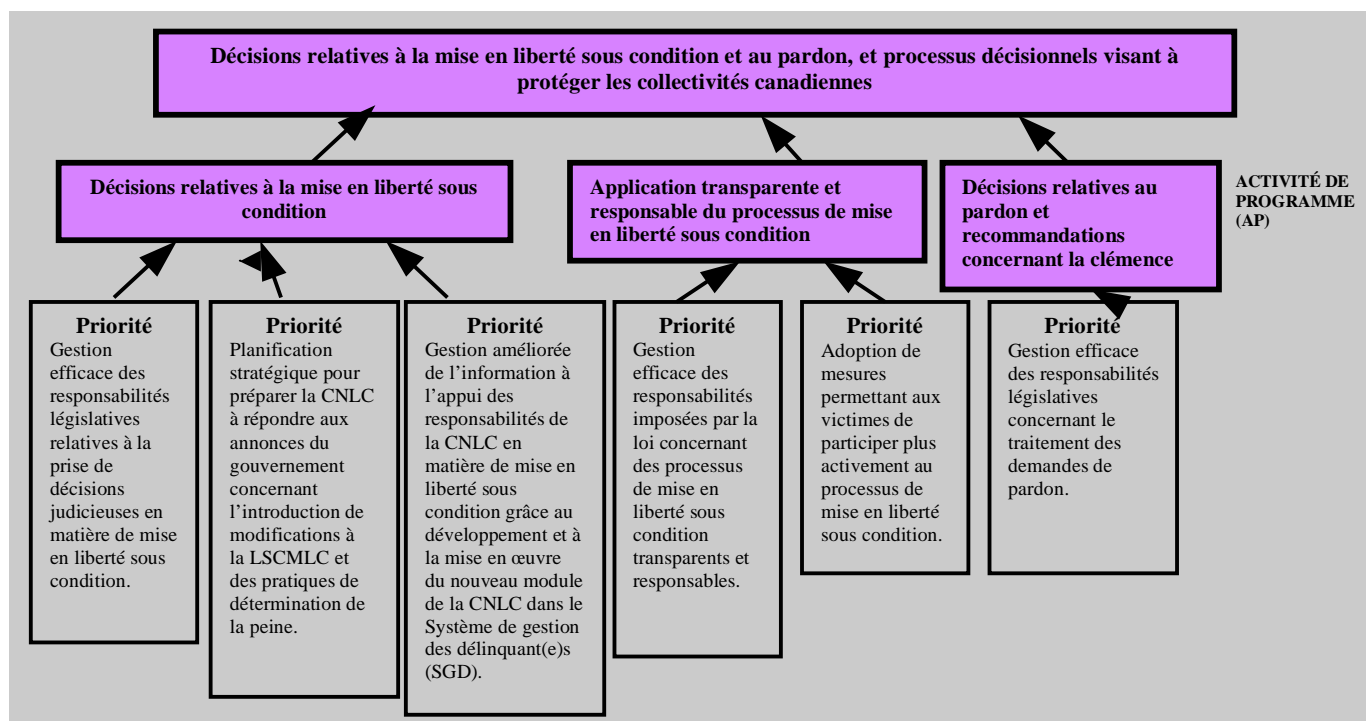 Décisions relatives à la mise en liberté sous condition et au pardon, et processus décisionnels visant à
protéger les collectivités canadiennes
Décisions relatives à la mise en liberté sous
condition
Application transparente et
responsable du processus de mise
en liberté sous condition
Décisions relatives au
pardon et
recommandations
concernant la clémence
ACTIVITÉ DE
PROGRAMME
(AP)
Priorité
Gestion
efficace des
responsabilités
législatives
relatives à la
prise de
décisions
judicieuses en
matière de mise
en liberté sous
condition.
Priorité
Planification
stratégique pour
préparer la CNLC
à répondre aux
annonces du
gouvernement
concernant
l’introduction de
modifications à
la LSCMLC et
des pratiques de
détermination de
la peine.
Priorité
Gestion améliorée
de l’information à
l’appui des
responsabilités de
la CNLC en
matière de mise en
liberté sous
condition grâce au
développement et à
la mise en œuvre
du nouveau module
de la CNLC dans le
Système de gestion
des délinquant(e)s
(SGD).
Priorité
Gestion
efficace des
responsabilités
imposées par la
loi concernant
des processus
de mise en
liberté sous
condition
transparents et
responsables.
Priorité
Adoption de
mesures
permettant aux
victimes de
participer plus
activement au
processus de
mise en liberté
sous condition.
Priorité
Gestion efficace
des responsabilités
législatives
concernant le
traitement des
demandes de
pardon.